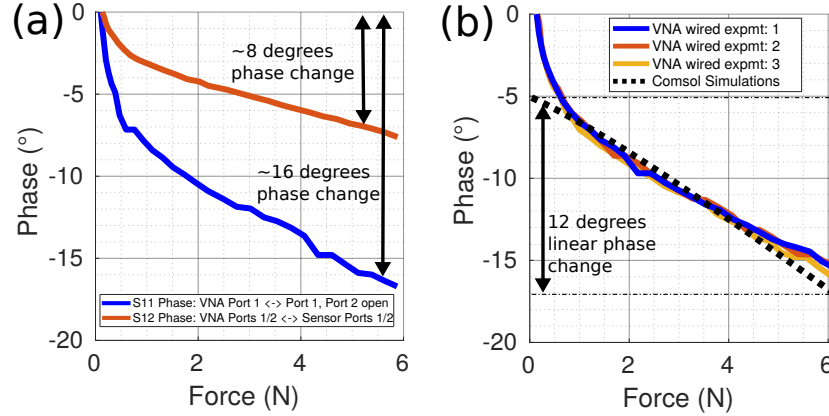 (a)
0
-5
-10
-15
-20
Phase (°)
~8 degrees
phase change
~16 degrees
phase change
S11 Phase: VNA Port 1 <-> Port 1, Port 2 open
S12 Phase: VNA Ports 1/2 <-> Sensor Ports 1/2
0 2 4 6
Force (N)
(b)
0
-5
-10
-15
-20
Phase (°)
VNA wired expmt: 1
VNA wired expmt: 2
VNA wired expmt: 3
Comsol Simulations
12 degrees
linear phase
change
0 2 4 6
Force (N)